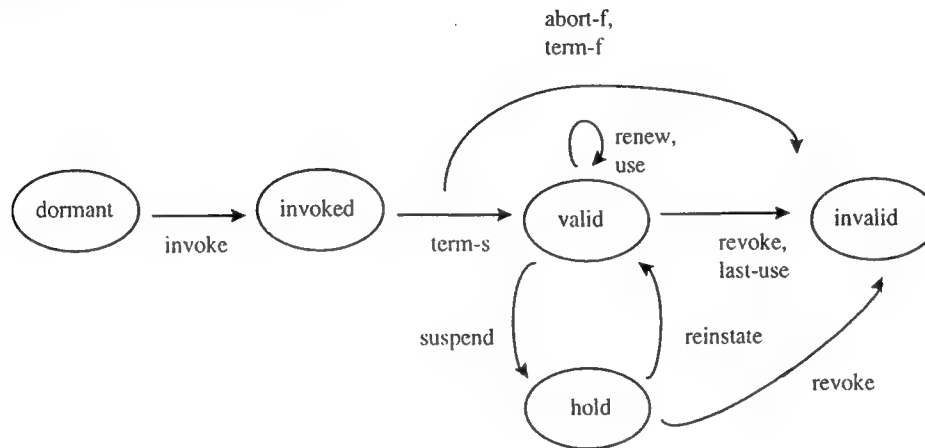 abort-f,
term-f
renew,
use
dormant
invoke
invoked
term-s
valid
revoke,
last-use
invalid
suspend
reinstate
hold
revoke